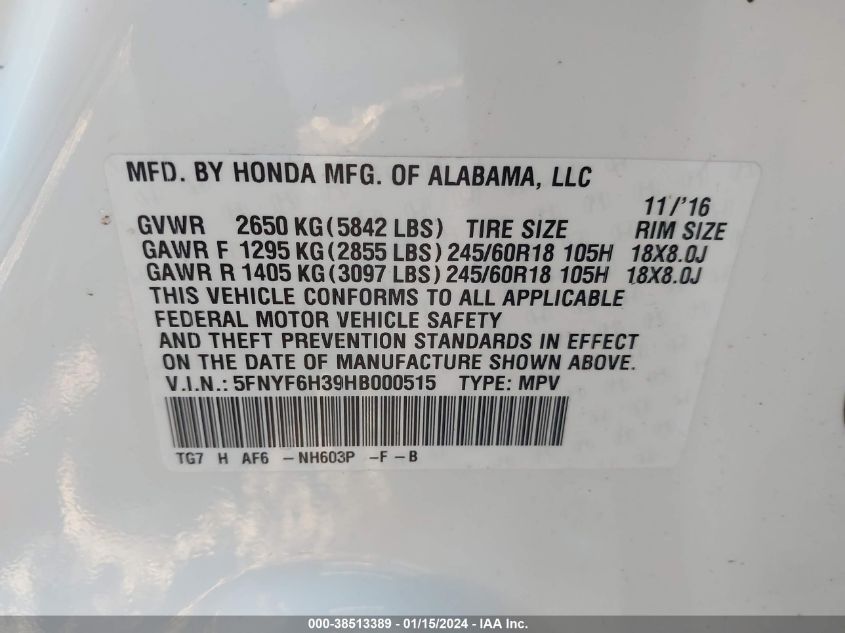 MFD. BY HONDA MFG. OF ALABAMA, LLC
11/'16
GVWR 2650 KG(5842 LBS) TIRE SIZE RIM SIZE
GAWR F 1295 KG(2855 LBS) 245/60R18 105H 18X8.0J
GAWR R 1405 KG(3097 LBS) 245/60R18 105H 18X8.0J
THIS VEHICLE CONFORMS TO ALL APPLICABLE
FEDERAL MOTOR VEHICLE SAFETY
AND THEFT PREVENTION STANDARDS IN EFFECT
ON THE DATE OF MANUFACTURE SHOWN ABOVE.
V.I.N.: 5FNYF6H39HB000515 TYPE: MPV
TG7 H AF6 -NH603P -F-B
000-38513389 - 01/15/2024 - IAA Inc.